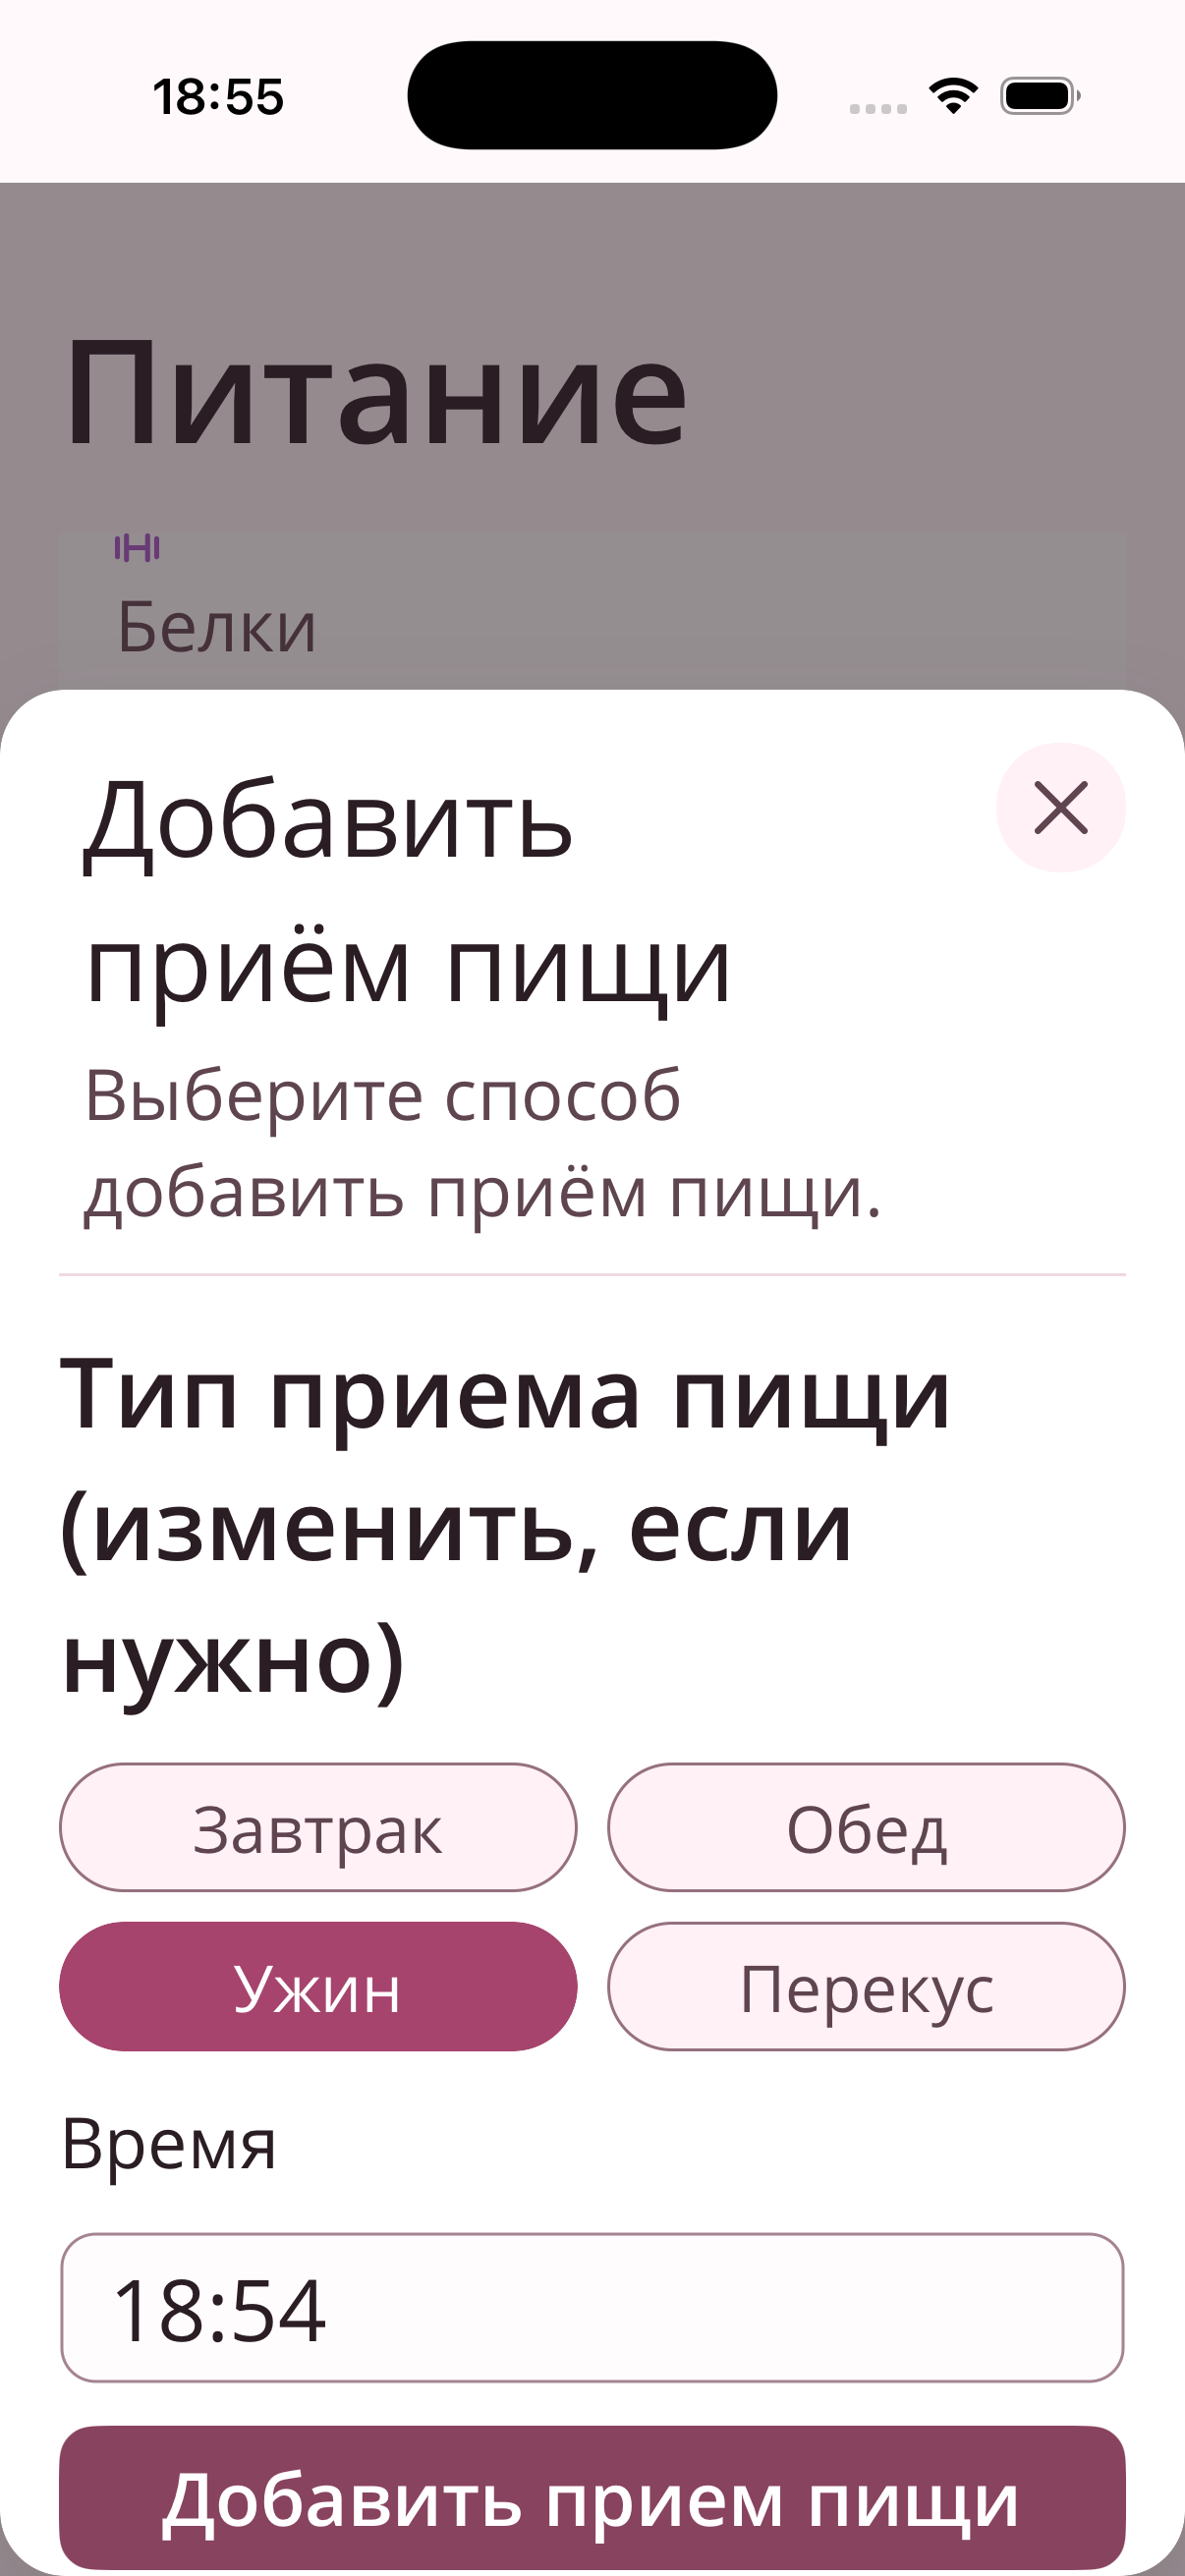 18:55
Питание
Белки
Добавить
приём пищи
Выберите способ
добавить приём пищи.
Тип приема пищи
(изменить, если
нужно)
Завтрак
Обед
Ужин
Перекус
Время
18:54
Добавить прием пищи